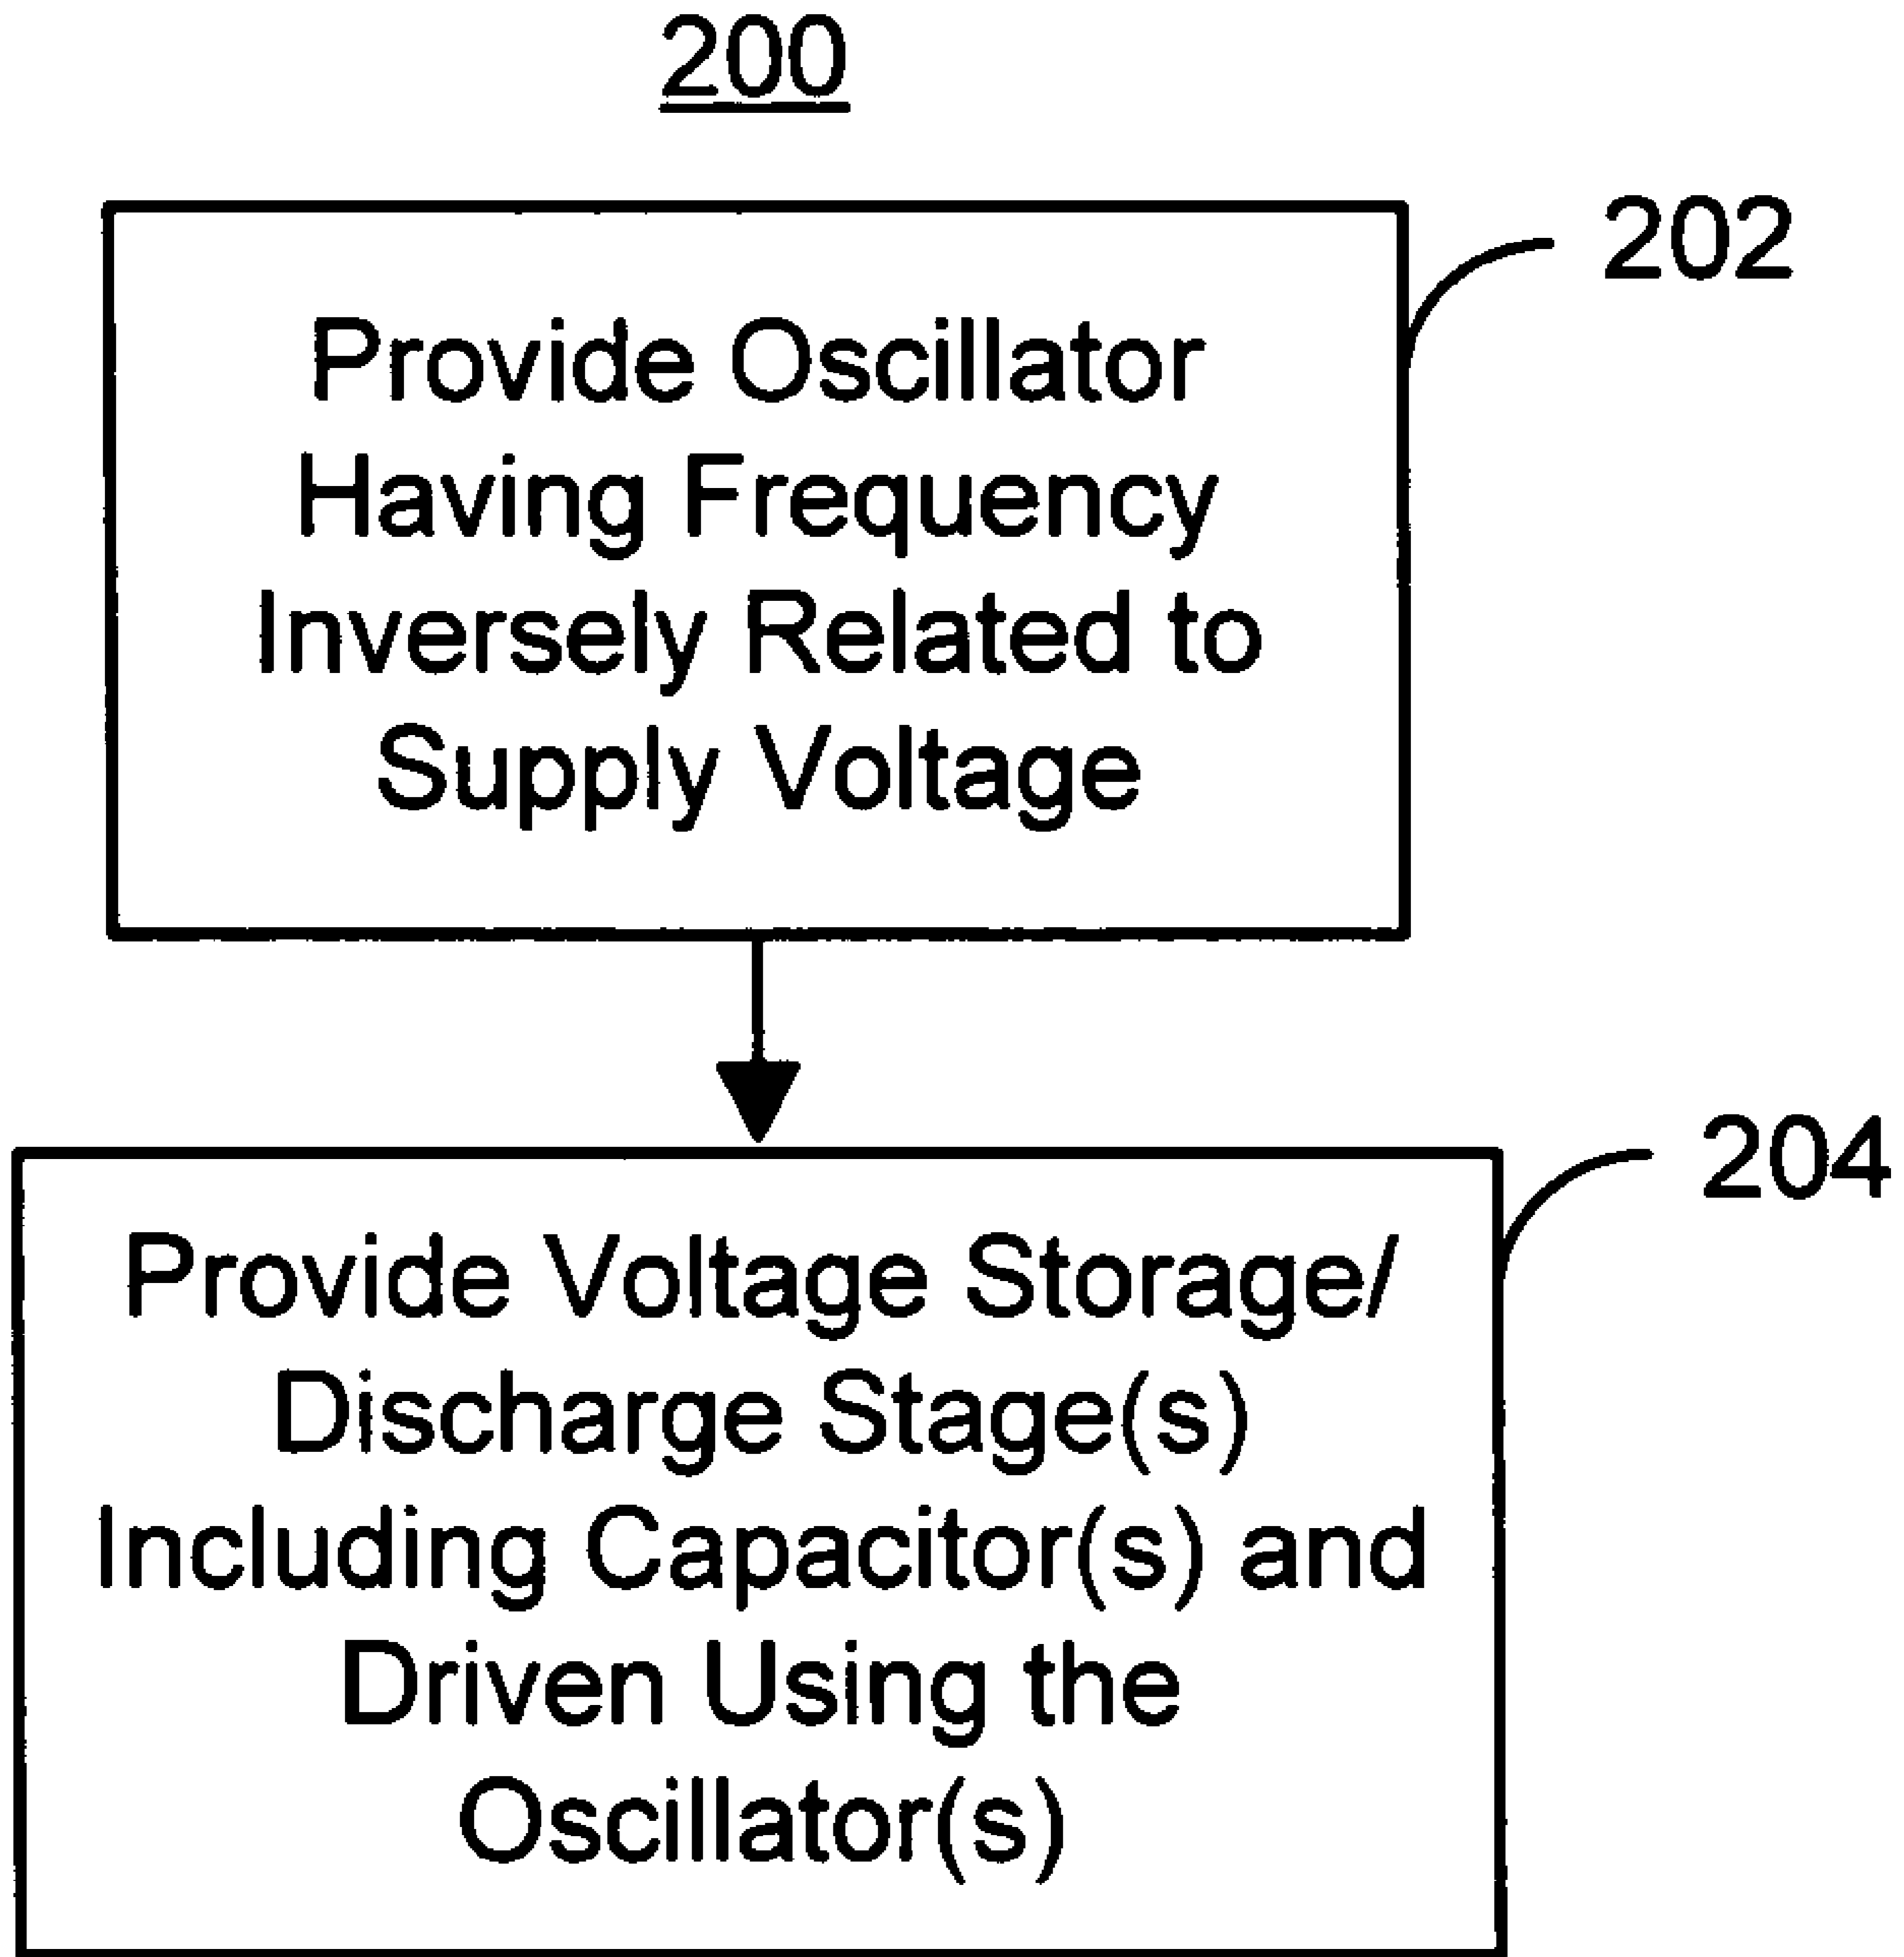 200
202
Provide Oscillator
Having Frequency
Inversely Related to
Supply Voltage
204
Provide Voltage Storage/
Discharge Stage(s)
Including Capacitor(s) and
Driven Using the
Oscillator(s)